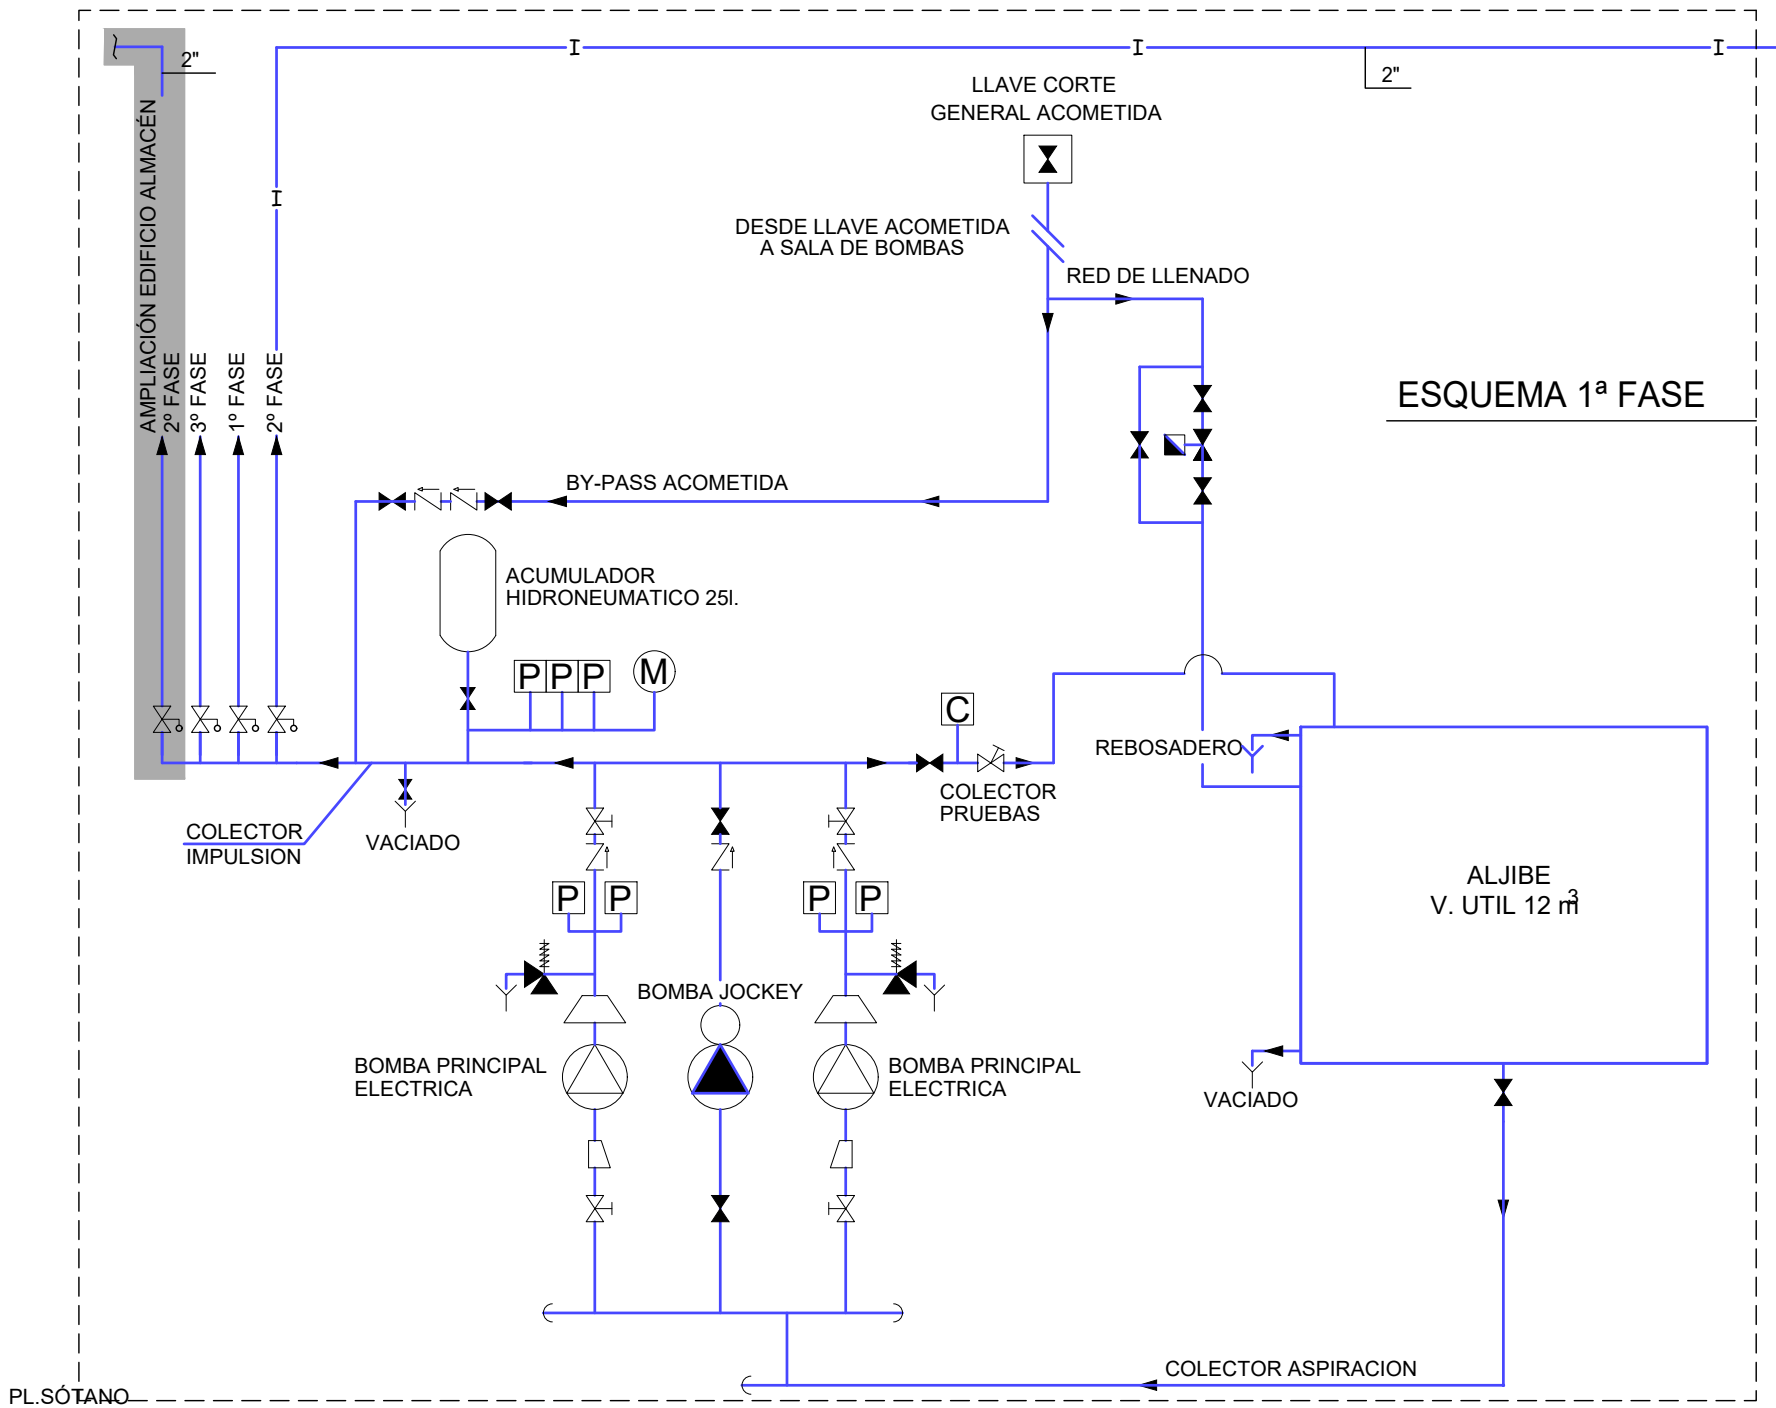 2"
2"
LLAVE CORTE
GENERAL ACOMETIDA
AMPLIACIÓN EDIFICIO ALMACÉN
2º FASE
3º FASE
1º FASE
2º FASE
DESDE LLAVE ACOMETIDA
A SALA DE BOMBAS
RED DE LLENADO
ESQUEMA 1ª FASE
BY-PASS ACOMETIDA
ACUMULADOR
HIDRONEUMATICO 25l.
P P P M
C
REBOSADERO
COLECTOR
PRUEBAS
COLECTOR
IMPULSION
VACIADO
P P
P P
ALJIBE
V. UTIL 12 m3
BOMBA JOCKEY
BOMBA PRINCIPAL
ELECTRICA
BOMBA PRINCIPAL
ELECTRICA
VACIADO
COLECTOR ASPIRACION
PL.SÓTANO